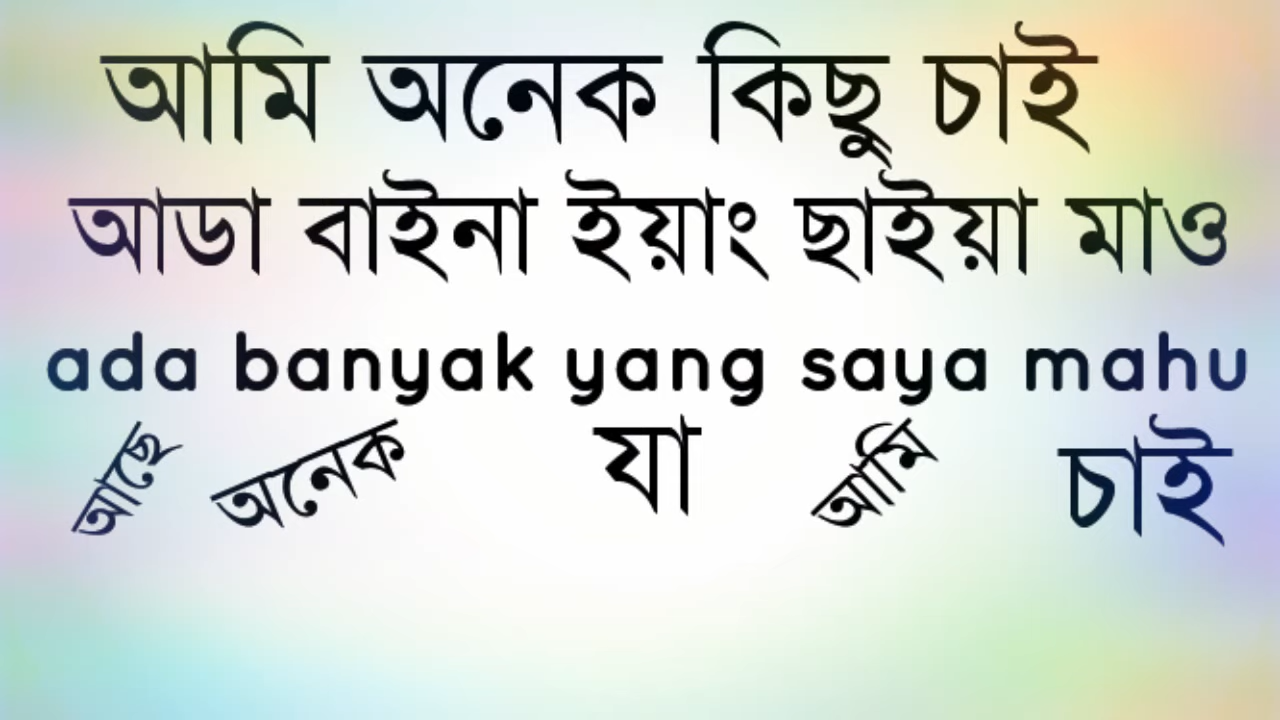 আমি অনেক কিছু চাই
আডা বাইনা ইয়াং ছাইয়া মাও
ada banyak yang saya mahu
আছে অনেক যা আমি চাই